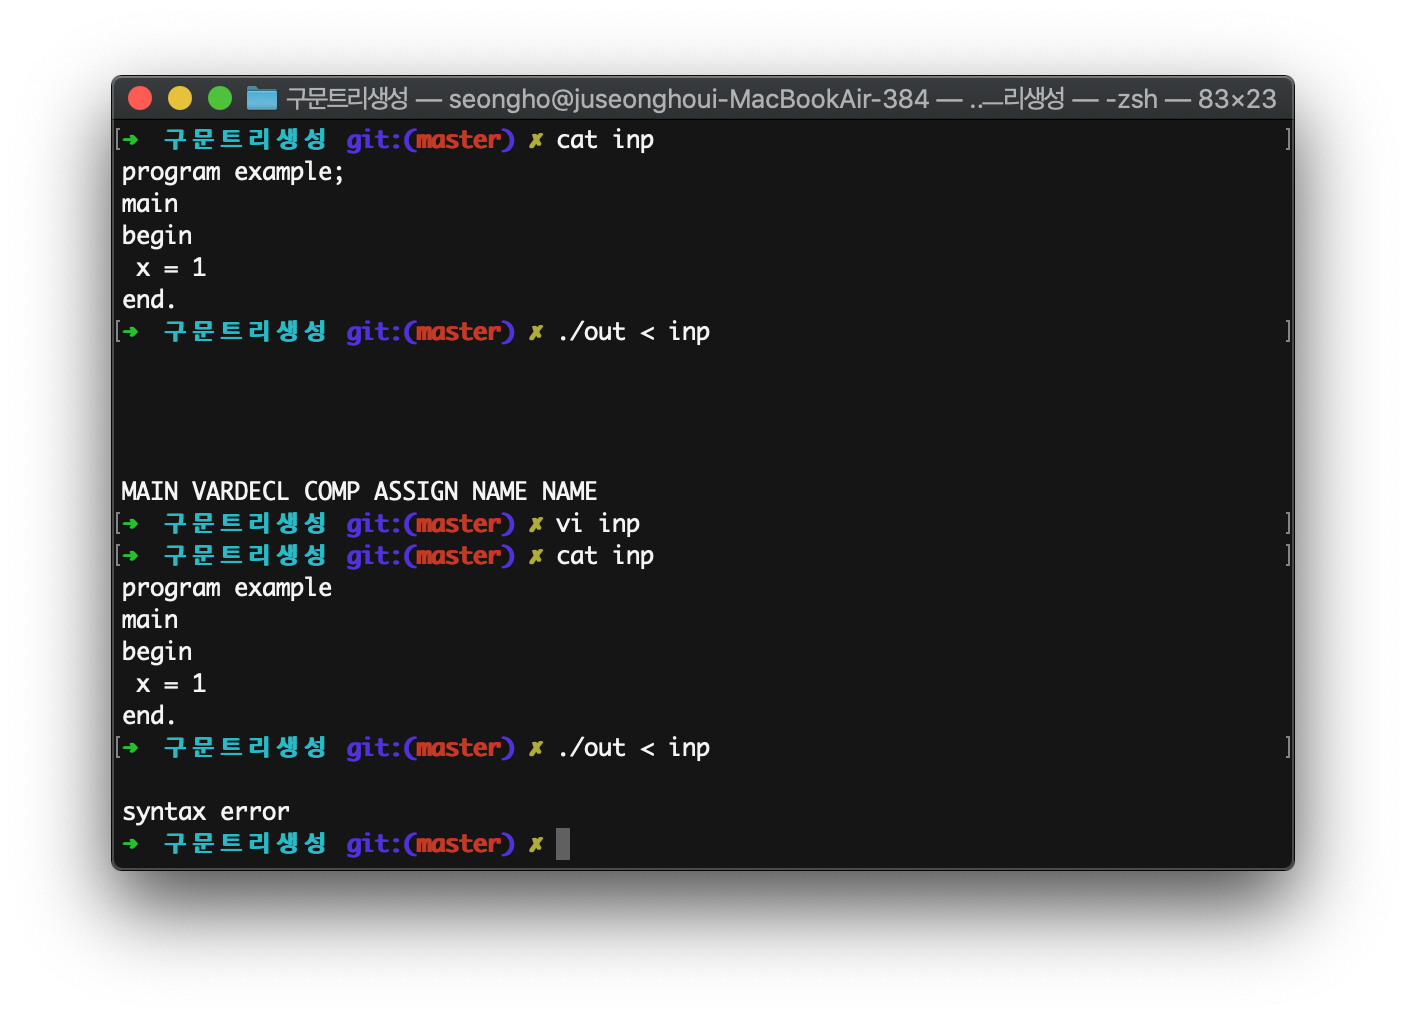 구문트리생성 — seongho@juseonghoui-MacBookAir-384 — ..—리생성 — -zsh — 83×23
[➜  구문트리생성 git:(master) ✗ cat inp ]
program example;
main
begin
 x = 1
end.
[➜  구문트리생성 git:(master) ✗ ./out < inp ]
MAIN VARDECL COMP ASSIGN NAME NAME
[➜  구문트리생성 git:(master) ✗ vi inp ]
[➜  구문트리생성 git:(master) ✗ cat inp ]
program example
main
begin
 x = 1
end.
[➜  구문트리생성 git:(master) ✗ ./out < inp ]
syntax error
➜  구문트리생성 git:(master) ✗